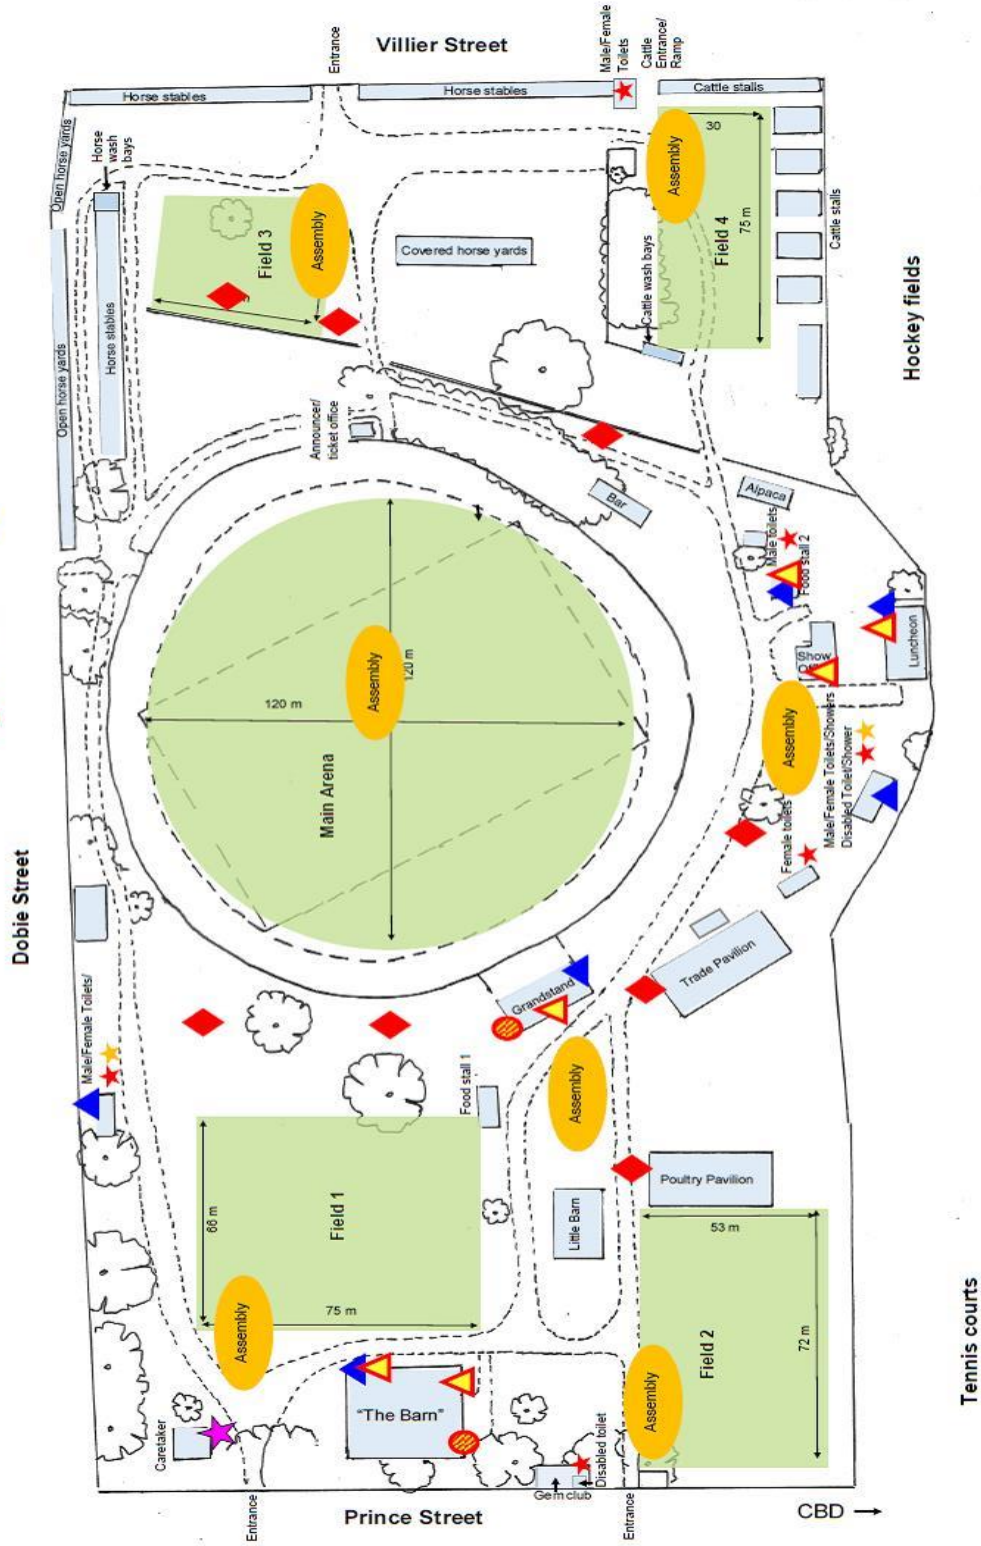 Villier Street
Entrance
Male/Female
Toilets
Cattle
Entrance/
Ramp
Horse stables
Horse stables
Cattle stalls
Open horse yards
Horse
wash
bays
30
75 m
Assembly
Field 4
Cattle stalls
Field 3
Assembly
Covered horse yards
Cattle wash bays
Horse stables
Open horse yards
Hockey fields
Announcer/
ticket office
Bar
Alpaca
Male toilets
Food stall 2
Assembly
120 m
120 m
Main Arena
Show
Luncheon
Assembly
Male/Female Toilets/Showers
Disabled Toilet/Shower
Female toilets
Dobie Street
Trade Pavilion
Grandstand
Male/Female Toilets/
Food stall 1
Assembly
Poultry Pavilion
Little Barn
66 m
Field 1
75 m
Assembly
53 m
72 m
Field 2
Assembly
Tennis courts
"The Barn"
Caretaker
Disabled toilet
Gem club
Entrance
Entrance
Prince Street
CBD →